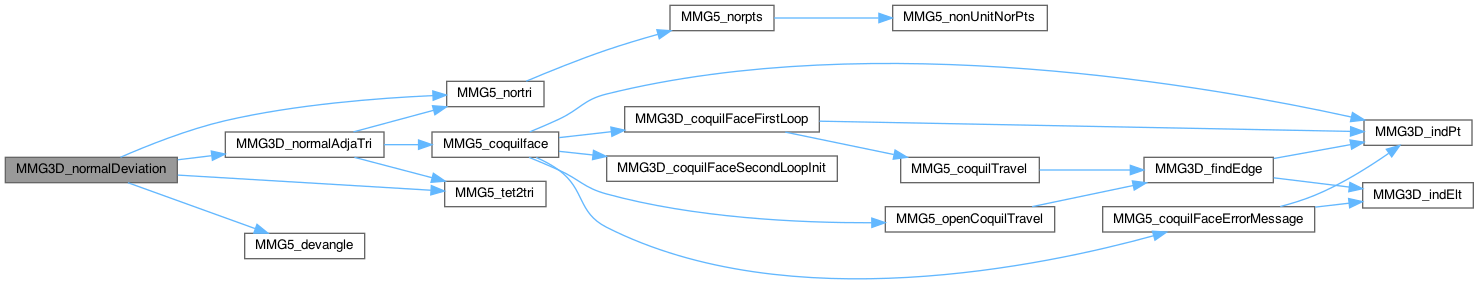 MMG5_norpts
MMG5_nonUnitNorPts
MMG5_nortri
MMG3D_coquilFaceFirstLoop
MMG3D_indPt
MMG3D_normalAdjaTri
MMG5_coquilface
MMG3D_normalDeviation
MMG3D_coquilFaceSecondLoopInit
MMG5_coquilTravel
MMG3D_findEdge
MMG5_tet2tri
MMG3D_indElt
MMG5_openCoquilTravel
MMG5_coquilFaceErrorMessage
MMG5_devangle